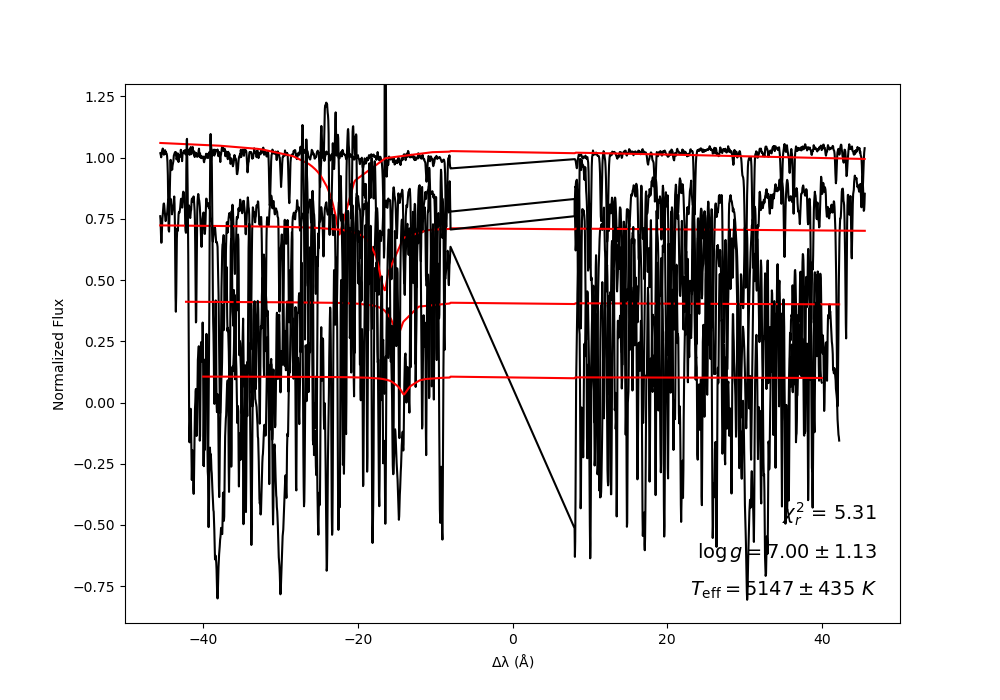 1.25
1.00
0.75
0.50
0.25
0.00
−0.25
−0.50
−0.75
Normalized Flux
χ²ᵣ = 5.31
log g = 7.00 ± 1.13
T_eff = 5147 ± 435 K
−40 −20 0 20 40
Δλ (Å)